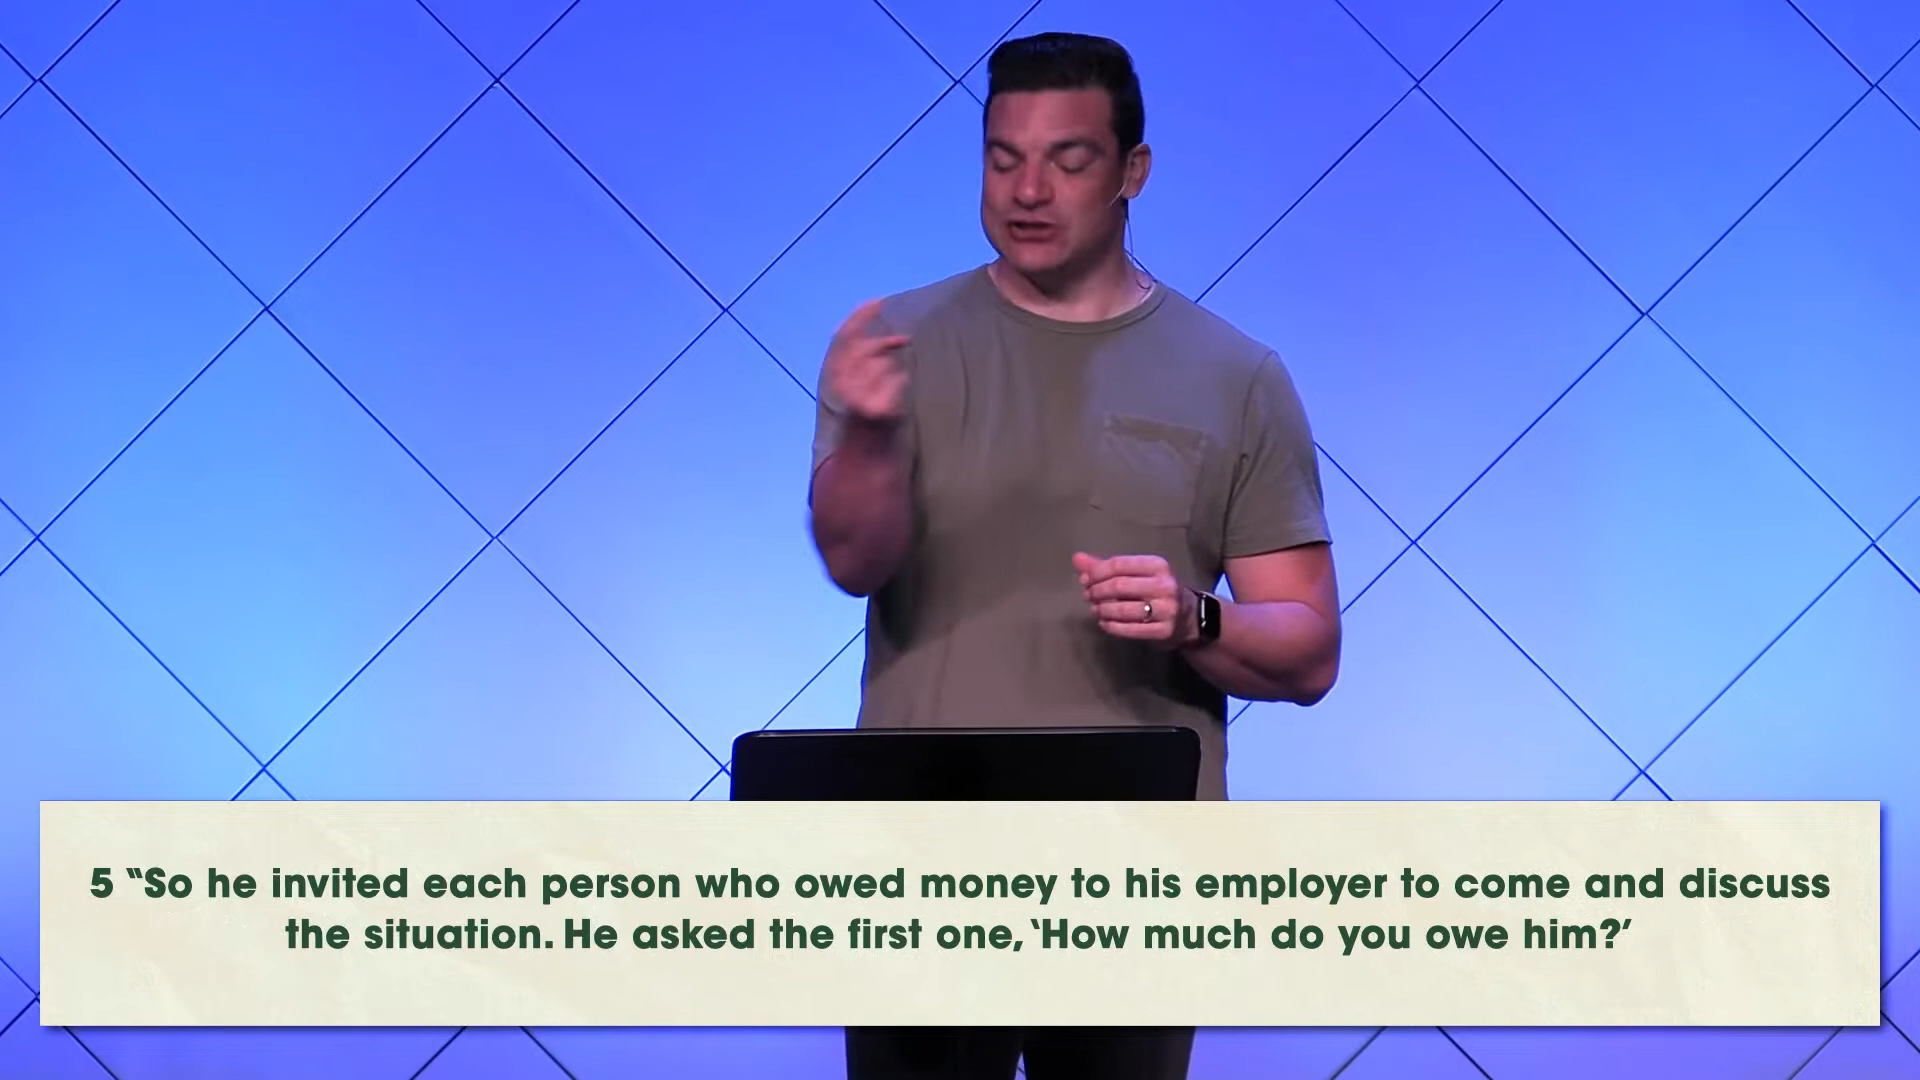 5 “So he invited each person who owed money to his employer to come and discuss
the situation. He asked the first one, ‘How much do you owe him?’